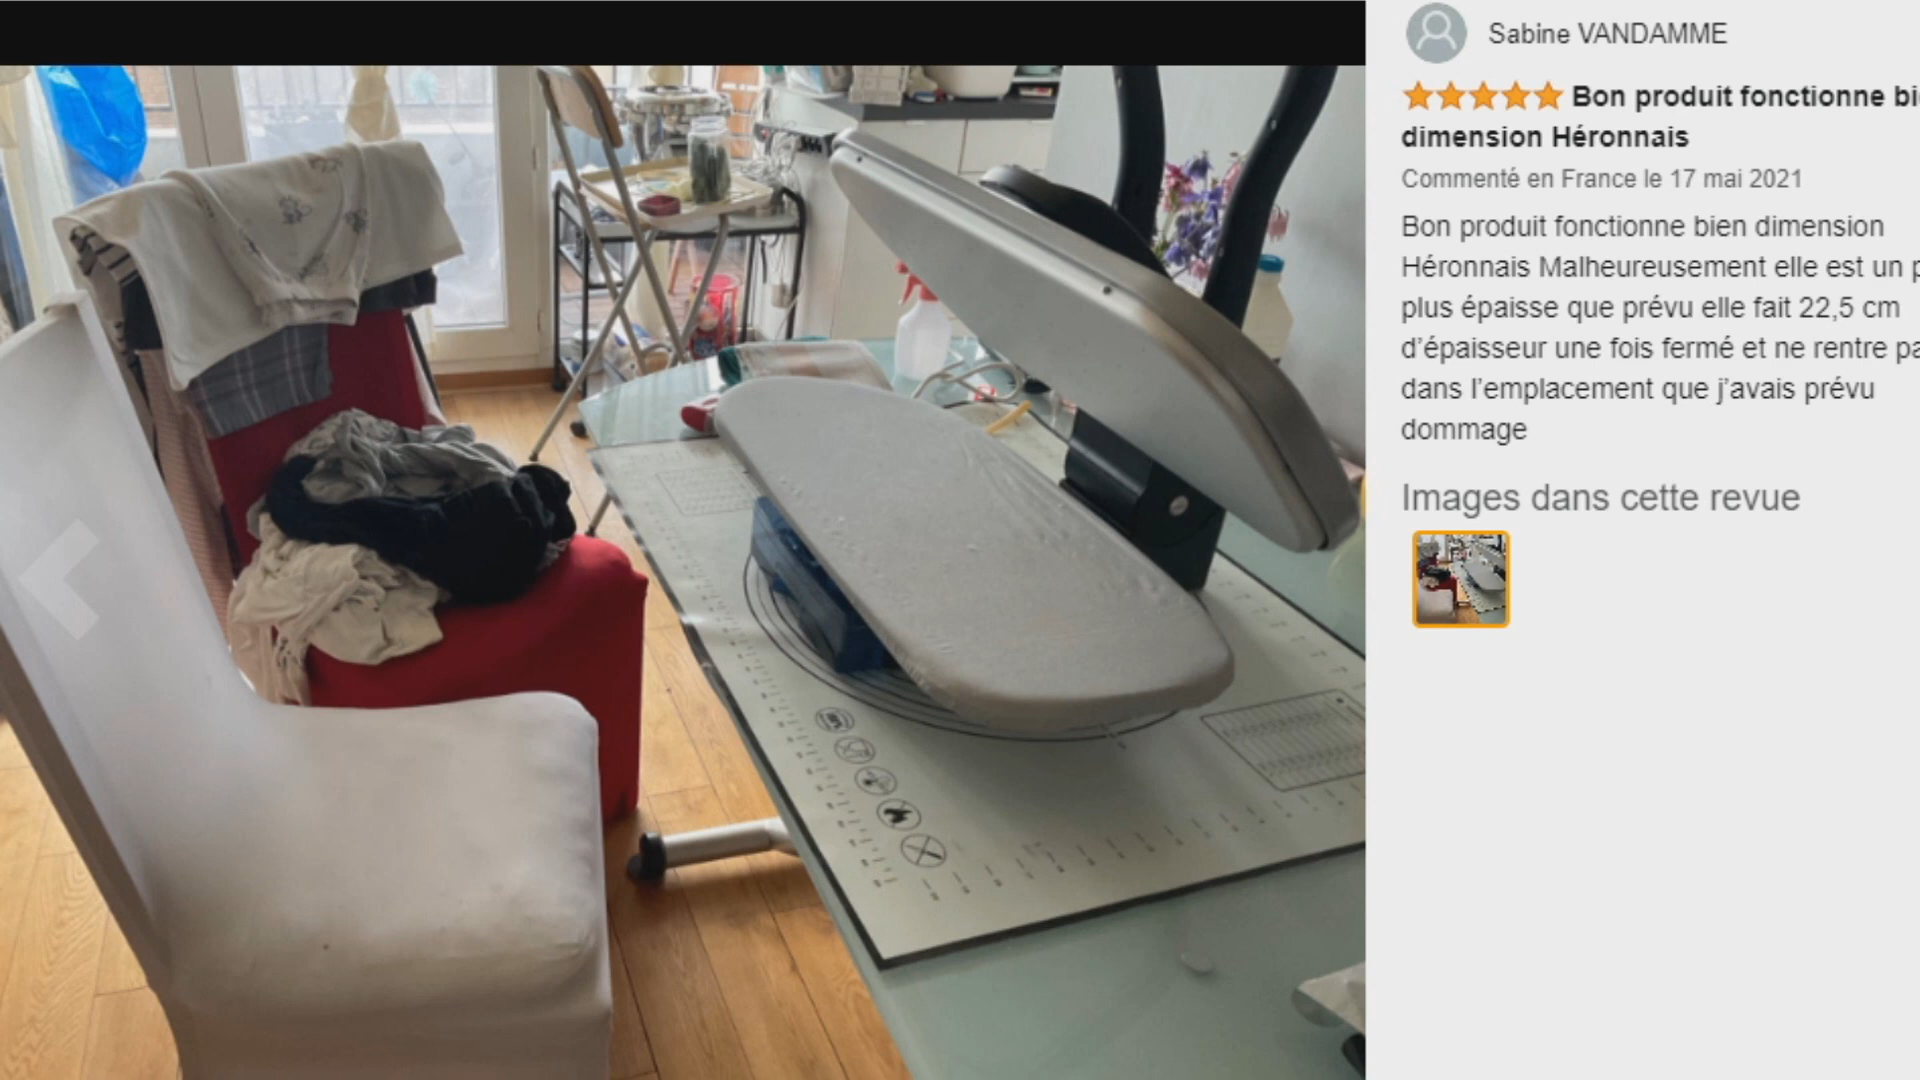 Sabine VANDAMME
Bon produit fonctionne
dimension Héronnais
Commenté en France le 17 mai 2021
Bon produit fonctionne bien dimension
Héronnais Malheureusement elle est un
plus épaisse que prévu elle fait 22,5 cm
d’épaisseur une fois fermé et ne rentre
dans l’emplacement que j’avais prévu
dommage
Images dans cette revue